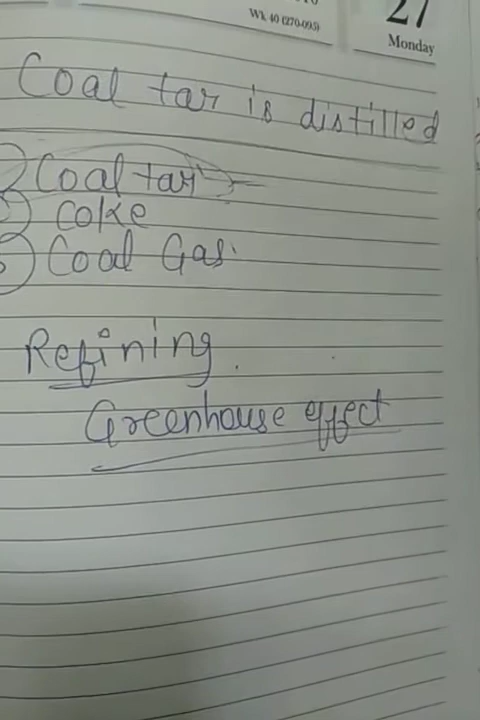 27
Wk 40 (270-095)
Monday
Coal tar is distilled
Coal tar
Coke
Coal Gas
Refining
Greenhouse effect